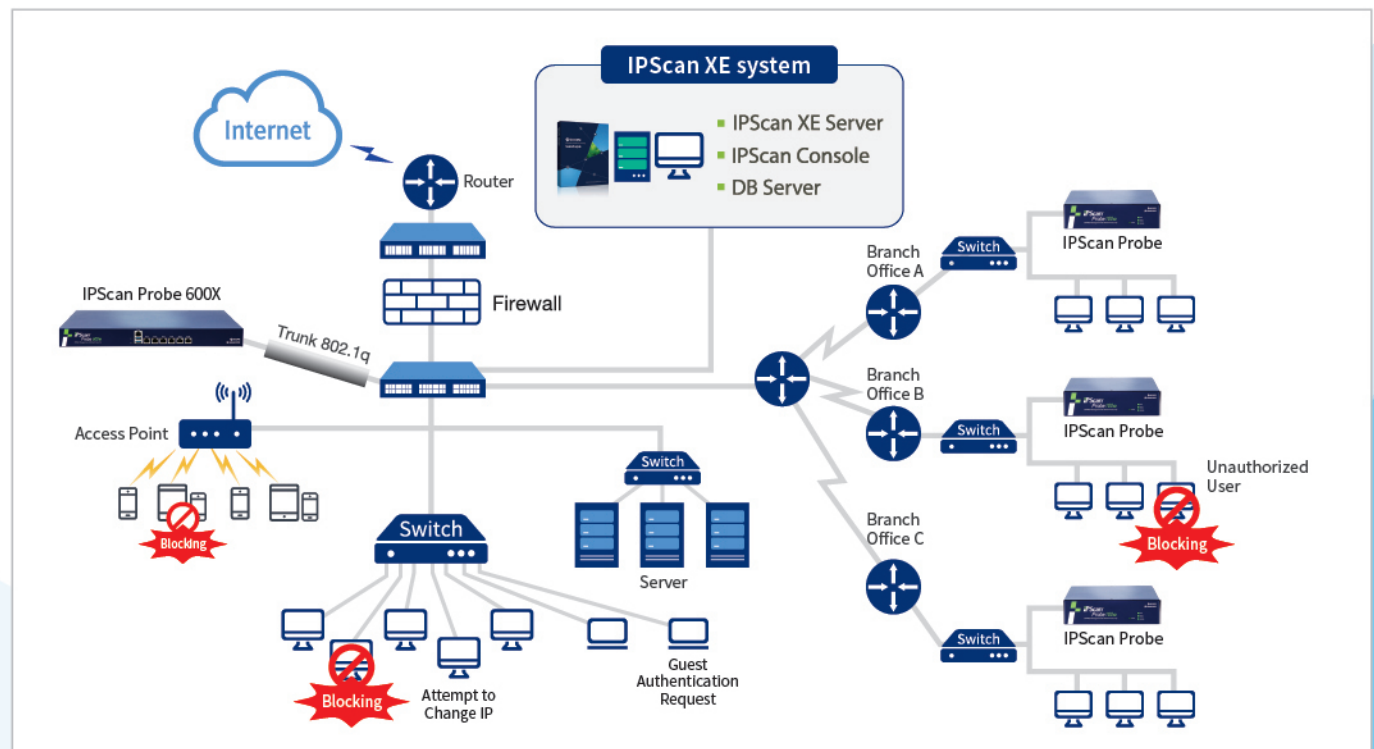 IPScan XE system
IPScan XE Server
IPScan Console
DB Server
Internet
Router
Firewall
IPScan Probe 600X
Trunk 802.1q
Access Point
Blocking
Switch
Server
Switch
Blocking
Attempt to
Change IP
Guest
Authentication
Request
Branch
Office A
Switch
IPScan Probe
Branch
Office B
Switch
IPScan Probe
Unauthorized
User
Blocking
Branch
Office C
Switch
IPScan Probe